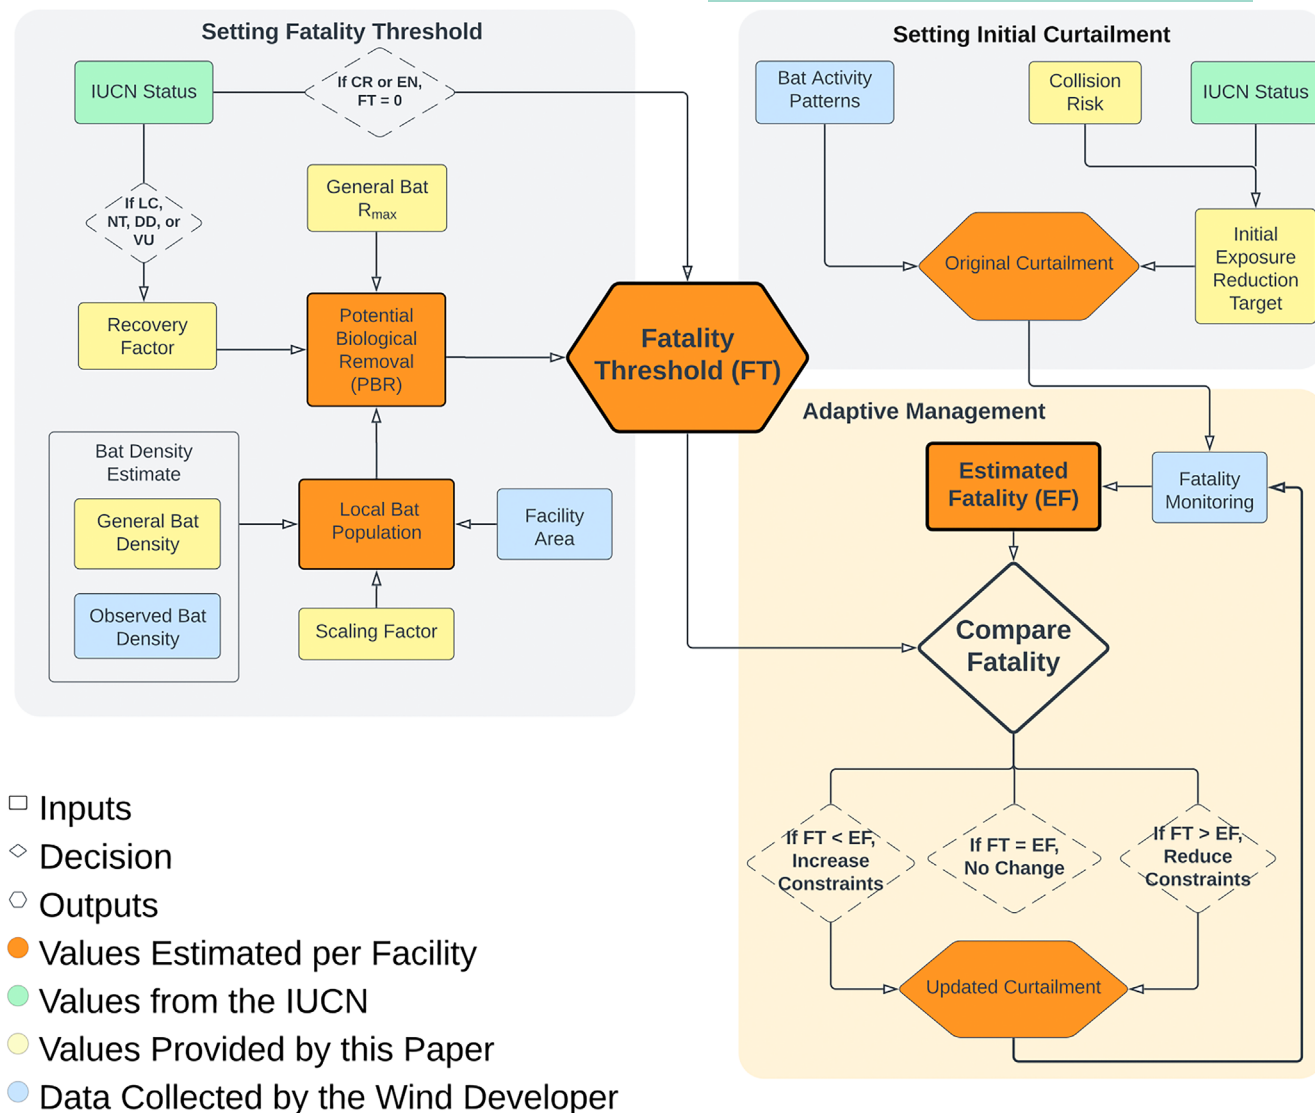 Setting Fatality Threshold
IUCN Status
If CR or EN,
FT = 0
If LC,
NT, DD, or
VU
General Bat
Rmax
Recovery
Factor
Potential
Biological
Removal
(PBR)
Fatality
Threshold (FT)
Bat Density
Estimate
General Bat
Density
Observed Bat
Density
Local Bat
Population
Facility
Area
Scaling Factor
Setting Initial Curtailment
Bat Activity
Patterns
Collision
Risk
IUCN Status
Original Curtailment
Initial
Exposure
Reduction
Target
Adaptive Management
Estimated
Fatality (EF)
Fatality
Monitoring
Compare
Fatality
If FT < EF,
Increase
Constraints
If FT = EF,
No Change
If FT > EF,
Reduce
Constraints
Updated Curtailment
Inputs
Decision
Outputs
Values Estimated per Facility
Values from the IUCN
Values Provided by this Paper
Data Collected by the Wind Developer